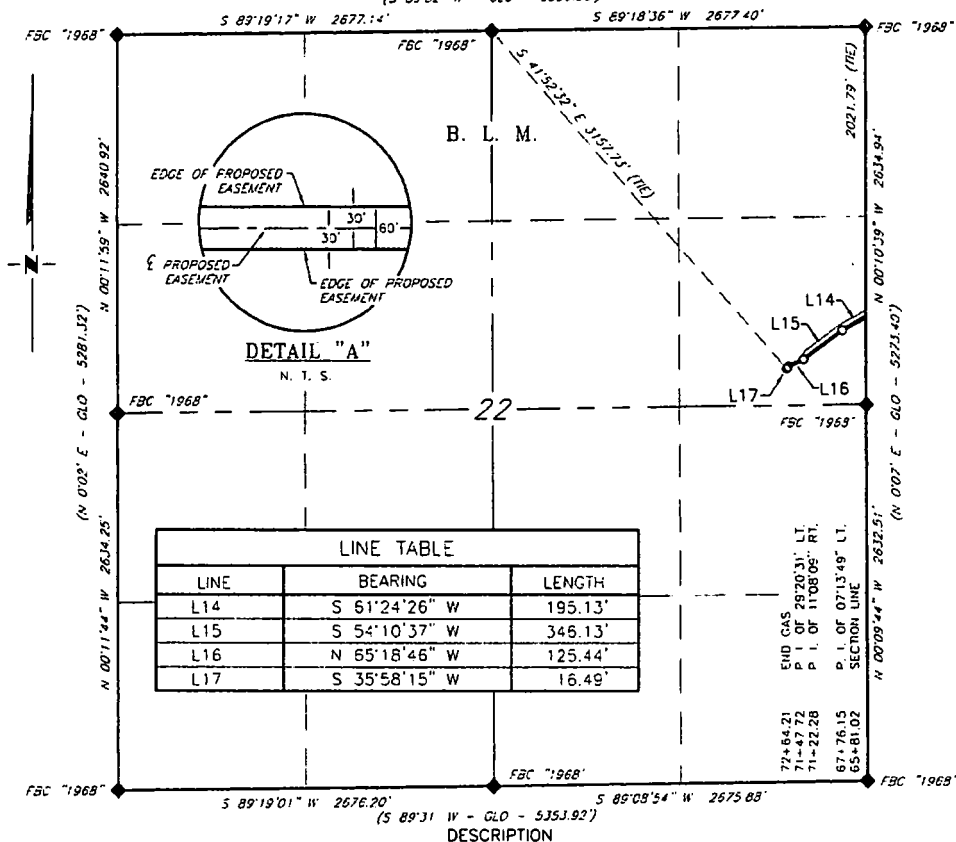 S 89°19'17" W 2677.14'
S 89°18'36" W 2677.40'
FBC "1968"
FBC "1968"
FBC "1968"
2021.79' (TIE)
S 41°52'32" E 3157.73' (TIE)
B. L. M.
N 00°11'59" W 2640.92'
N 00°10'39" W 2634.94'
EDGE OF PROPOSED
EASEMENT
30'
30'
60'
℄ PROPOSED
EASEMENT
EDGE OF PROPOSED
EASEMENT
N
DETAIL "A"
N. T. S.
L14
L15
L16
L17
(N 0°02' E - GLO - 5281.32')
(N 0°07' E - GLO - 5273.40')
FBC "1968"
22
FBC "1968"
N 00°11'44" W 2634.25'
N 00°09'44" W 2632.51'
LINE TABLE
LINE BEARING LENGTH
L14 S 61°24'26" W 195.13'
L15 S 54°10'37" W 346.13'
L16 N 65°18'46" W 125.44'
L17 S 35°58'15" W 16.49'
72+64.21 END GAS
71+47.72 P. I. OF 29°20'31" LT.
71+22.28 P. I. OF 11°08'09" RT.
67+76.15 P. I. OF 07°13'49" LT.
65+81.02 SECTION LINE
FBC "1968"
FBC "1968'
FBC "1968"
S 89°19'01" W 2676.20'
S 89°08'54" W 2675.88'
(S 89°31 W - GLO - 5353.92')
DESCRIPTION